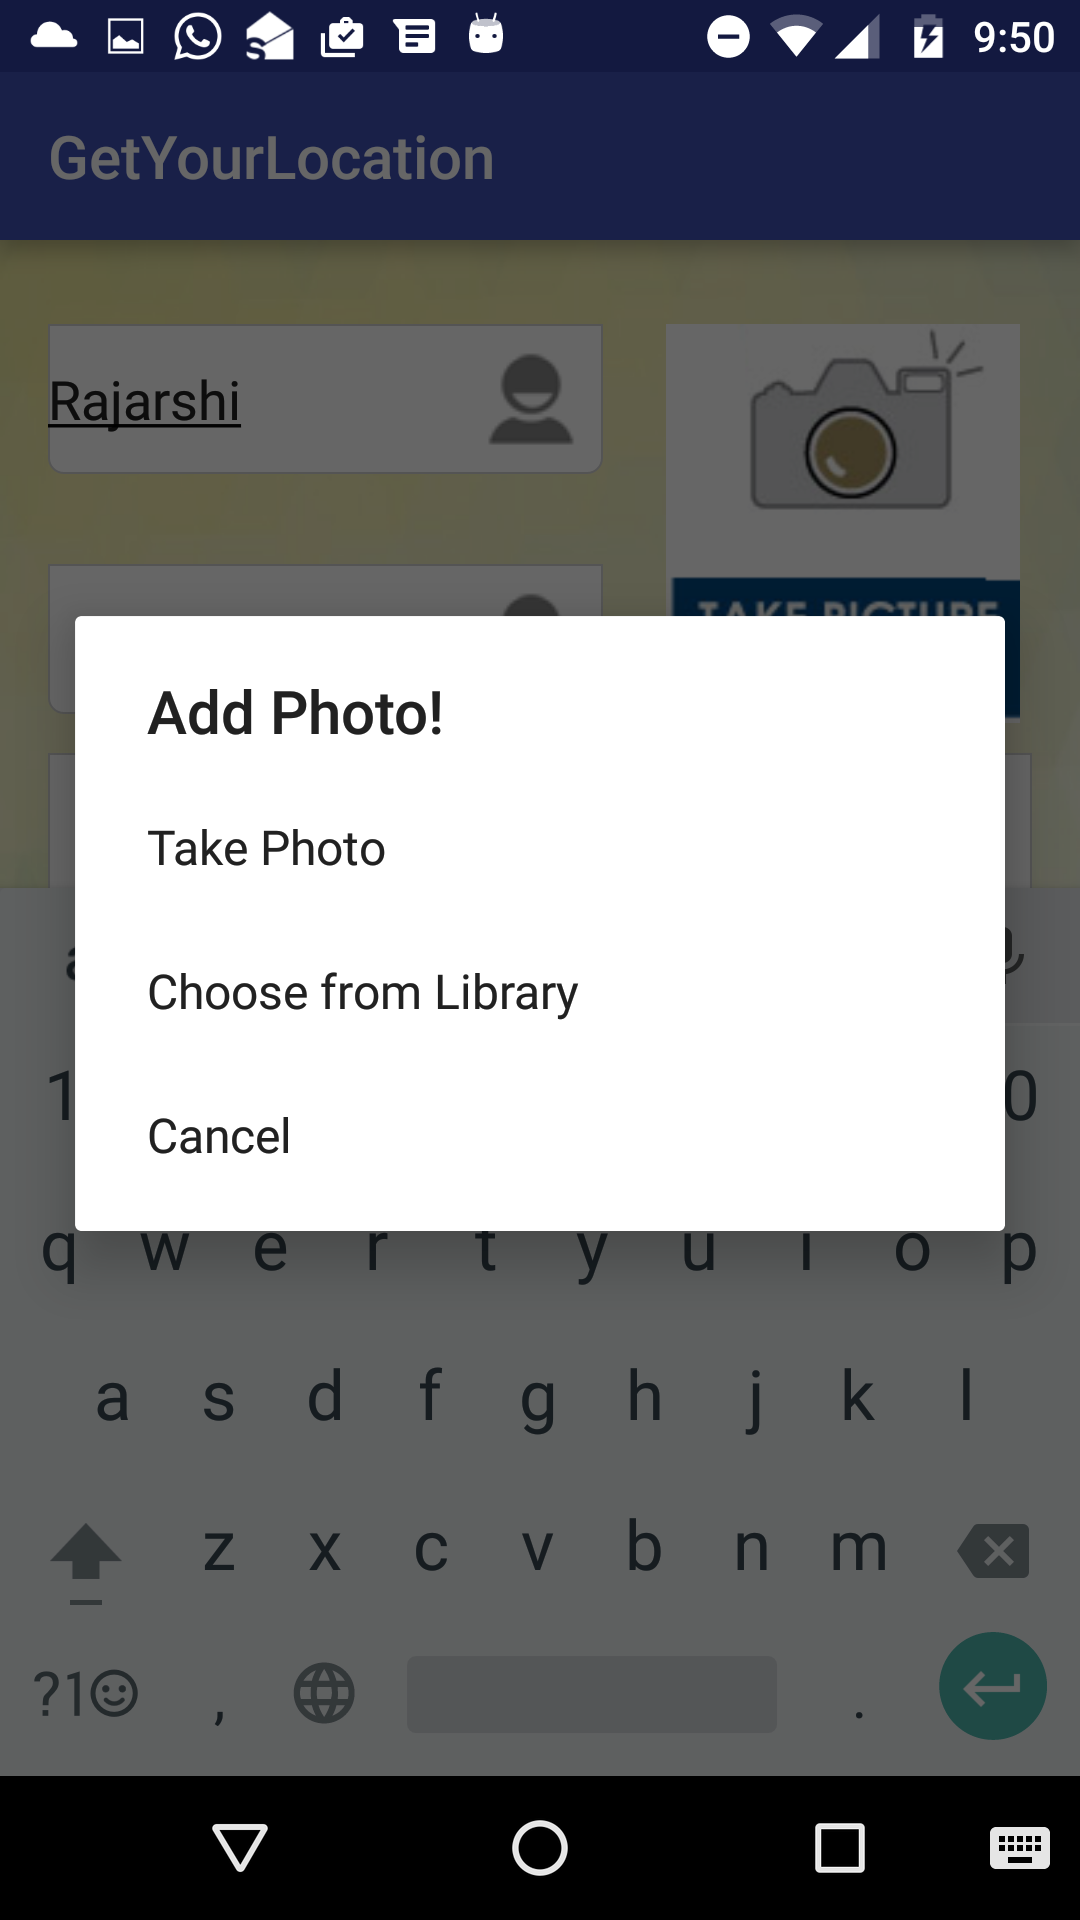 9:50
GetYourLocation
Rajarshi
TAKE PICTURE
Add Photo!
Take Photo
Choose from Library
Cancel
1 0
q w e r t y u i o p
a s d f g h j k l
z x c v b n m
?1☺ , .